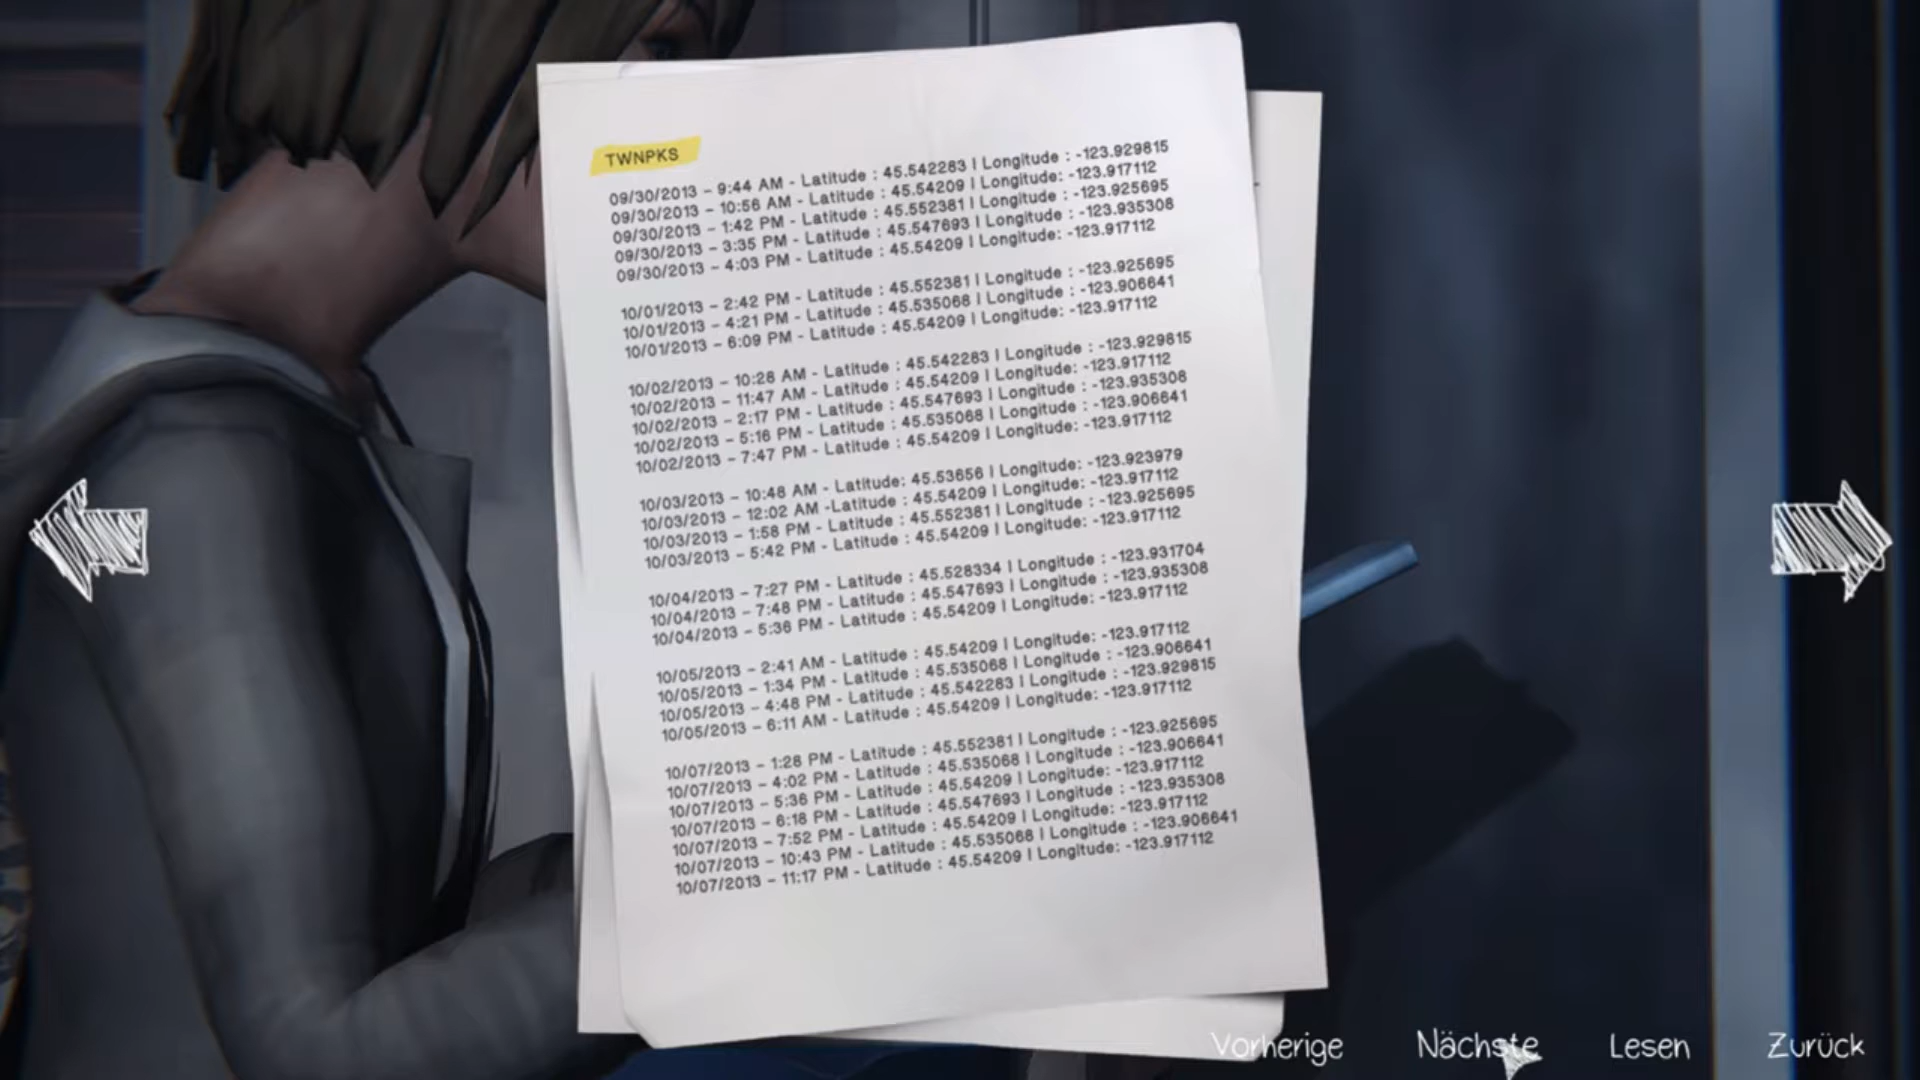 TWNPKS
09/30/2013 – 9:44 AM - Latitude : 45.542283 | Longitude : -123.929815
09/30/2013 – 10:56 AM - Latitude : 45.54209 | Longitude: -123.917112
09/30/2013 – 1:42 PM - Latitude : 45.552381 | Longitude : -123.925695
09/30/2013 – 3:35 PM - Latitude : 45.547693 | Longitude : -123.935308
09/30/2013 – 4:03 PM - Latitude : 45.54209 | Longitude: -123.917112
10/01/2013 – 2:42 PM - Latitude : 45.552381 | Longitude : -123.925695
10/01/2013 – 4:21 PM - Latitude : 45.535068 | Longitude : -123.906641
10/01/2013 – 6:09 PM - Latitude : 45.54209 | Longitude: -123.917112
10/02/2013 – 10:28 AM - Latitude : 45.542283 | Longitude : -123.929815
10/02/2013 – 11:47 AM - Latitude : 45.54209 | Longitude: -123.917112
10/02/2013 – 2:17 PM - Latitude : 45.547693 | Longitude : -123.935308
10/02/2013 – 5:16 PM - Latitude : 45.535068 | Longitude : -123.906641
10/02/2013 – 7:47 PM - Latitude : 45.54209 | Longitude: -123.917112
10/03/2013 – 10:48 AM - Latitude: 45.53656 | Longitude: -123.923979
10/03/2013 – 12:02 AM -Latitude : 45.54209 | Longitude: -123.917112
10/03/2013 – 1:58 PM - Latitude : 45.552381 | Longitude : -123.925695
10/03/2013 – 5:42 PM - Latitude : 45.54209 | Longitude: -123.917112
10/04/2013 – 7:27 PM - Latitude : 45.528334 | Longitude : -123.931704
10/04/2013 – 7:48 PM - Latitude : 45.547693 | Longitude : -123.935308
10/04/2013 – 5:36 PM - Latitude : 45.54209 | Longitude: -123.917112
10/05/2013 – 2:41 AM - Latitude : 45.54209 | Longitude: -123.917112
10/05/2013 – 1:34 PM - Latitude : 45.535068 | Longitude : -123.906641
10/05/2013 – 4:48 PM - Latitude : 45.542283 | Longitude : -123.929815
10/05/2013 – 6:11 AM - Latitude : 45.54209 | Longitude: -123.917112
10/07/2013 – 1:28 PM - Latitude : 45.552381 | Longitude : -123.925695
10/07/2013 – 4:02 PM - Latitude : 45.535068 | Longitude : -123.906641
10/07/2013 – 5:36 PM - Latitude : 45.54209 | Longitude: -123.917112
10/07/2013 – 6:18 PM - Latitude : 45.547693 | Longitude : -123.935308
10/07/2013 – 7:52 PM - Latitude : 45.54209 | Longitude: -123.917112
10/07/2013 – 10:43 PM - Latitude : 45.535068 | Longitude : -123.906641
10/07/2013 – 11:17 PM - Latitude : 45.54209 | Longitude: -123.917112
Vorherige Nächste Lesen Zurück